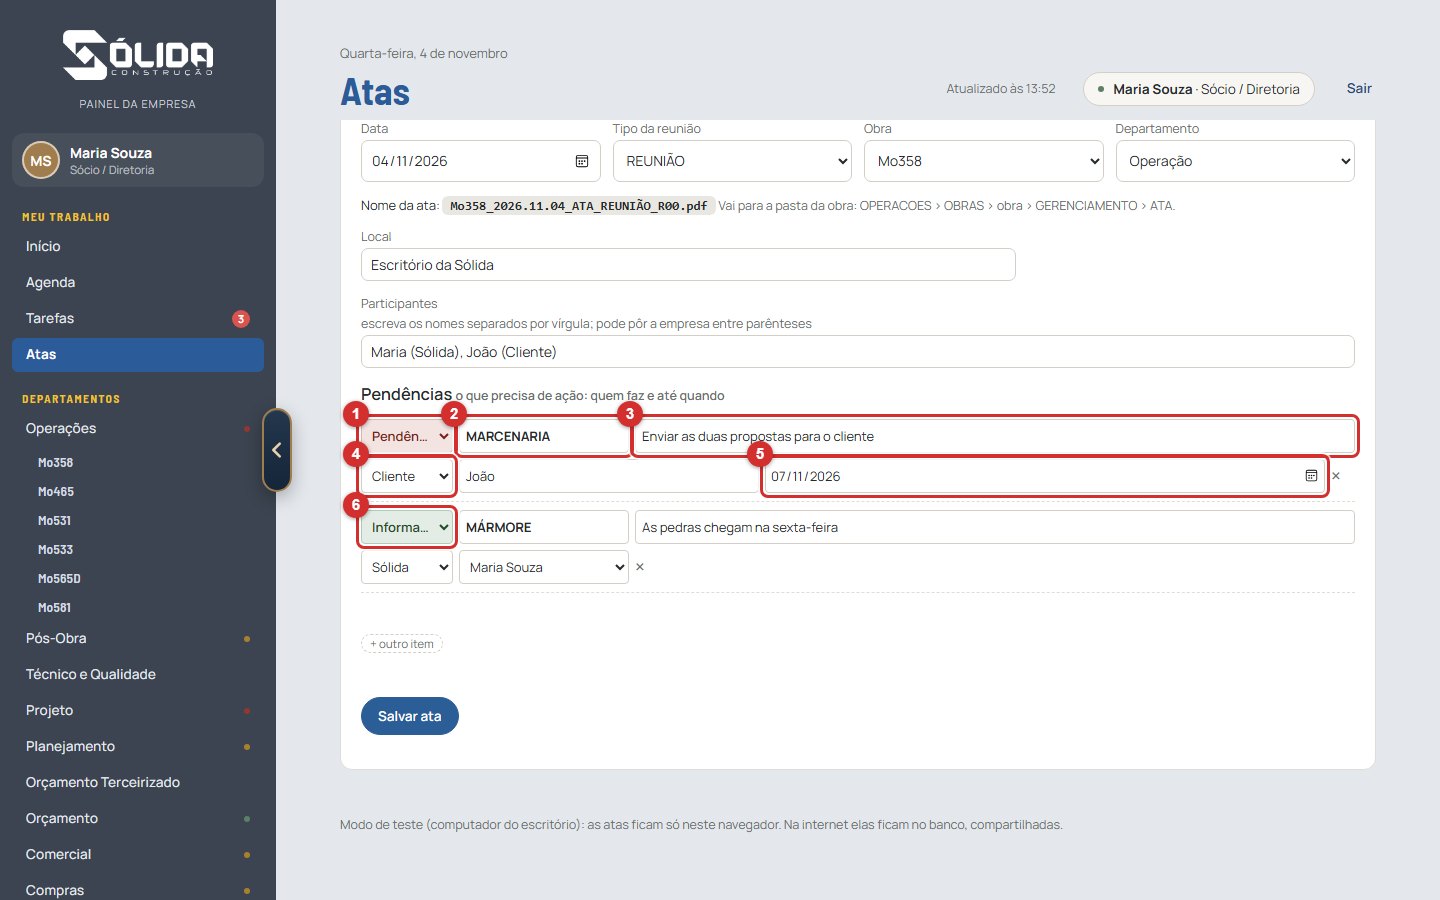 SÓLIDA
CONSTRUÇÃO
PAINEL DA EMPRESA
MS
Maria Souza
Sócio / Diretoria
MEU TRABALHO
Início
Agenda
Tarefas
3
Atas
DEPARTAMENTOS
Operações
Mo358
Mo465
Mo531
Mo533
Mo565D
Mo581
Pós-Obra
Técnico e Qualidade
Projeto
Planejamento
Orçamento Terceirizado
Orçamento
Comercial
Compras
Quarta-feira, 4 de novembro
Atas
Atualizado às 13:52
Maria Souza · Sócio / Diretoria
Sair
Data
Tipo da reunião
Obra
Departamento
04/11/2026
REUNIÃO
Mo358
Operação
Nome da ata: Mo358_2026.11.04_ATA_REUNIÃO_R00.pdf Vai para a pasta da obra: OPERACOES › OBRAS › obra › GERENCIAMENTO › ATA.
Local
Escritório da Sólida
Participantes
escreva os nomes separados por vírgula; pode pôr a empresa entre parênteses
Maria (Sólida), João (Cliente)
Pendências o que precisa de ação: quem faz e até quando
1
2
3
Pendên...
MARCENARIA
Enviar as duas propostas para o cliente
4
5
Cliente
João
07/11/2026
×
6
Informa...
MÁRMORE
As pedras chegam na sexta-feira
Sólida
Maria Souza
×
+ outro item
Salvar ata
Modo de teste (computador do escritório): as atas ficam só neste navegador. Na internet elas ficam no banco, compartilhadas.